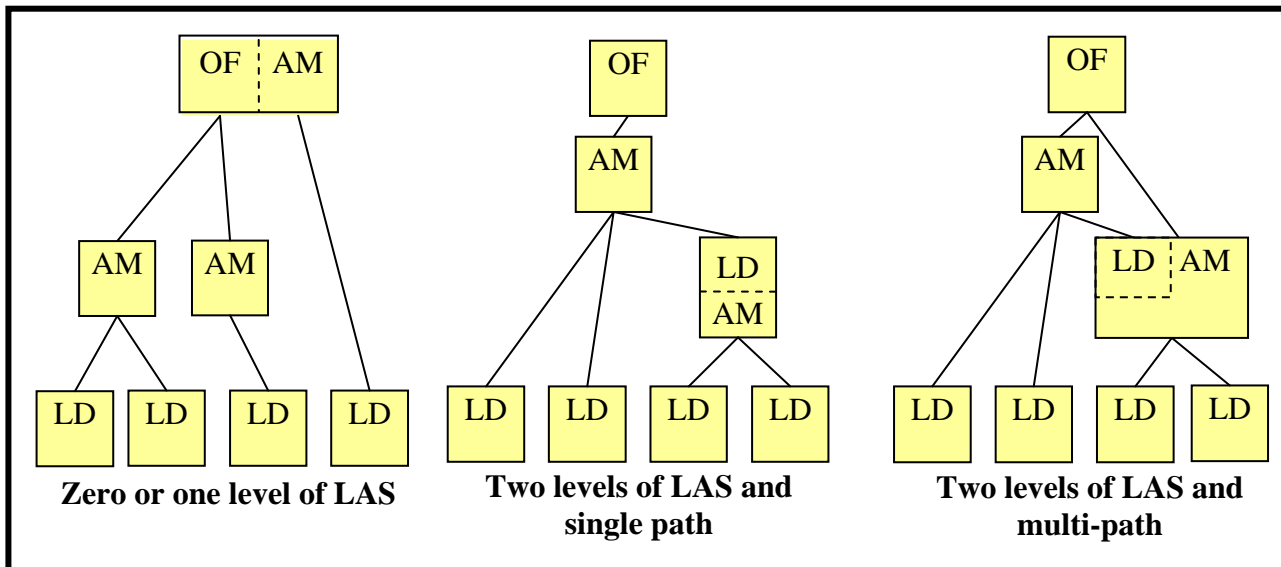 OF AM
AM AM
LD LD LD LD
Zero or one level of LAS
OF
AM
LD
AM
LD LD LD LD
Two levels of LAS and
single path
OF
AM
LD AM
LD LD LD LD
Two levels of LAS and
multi-path